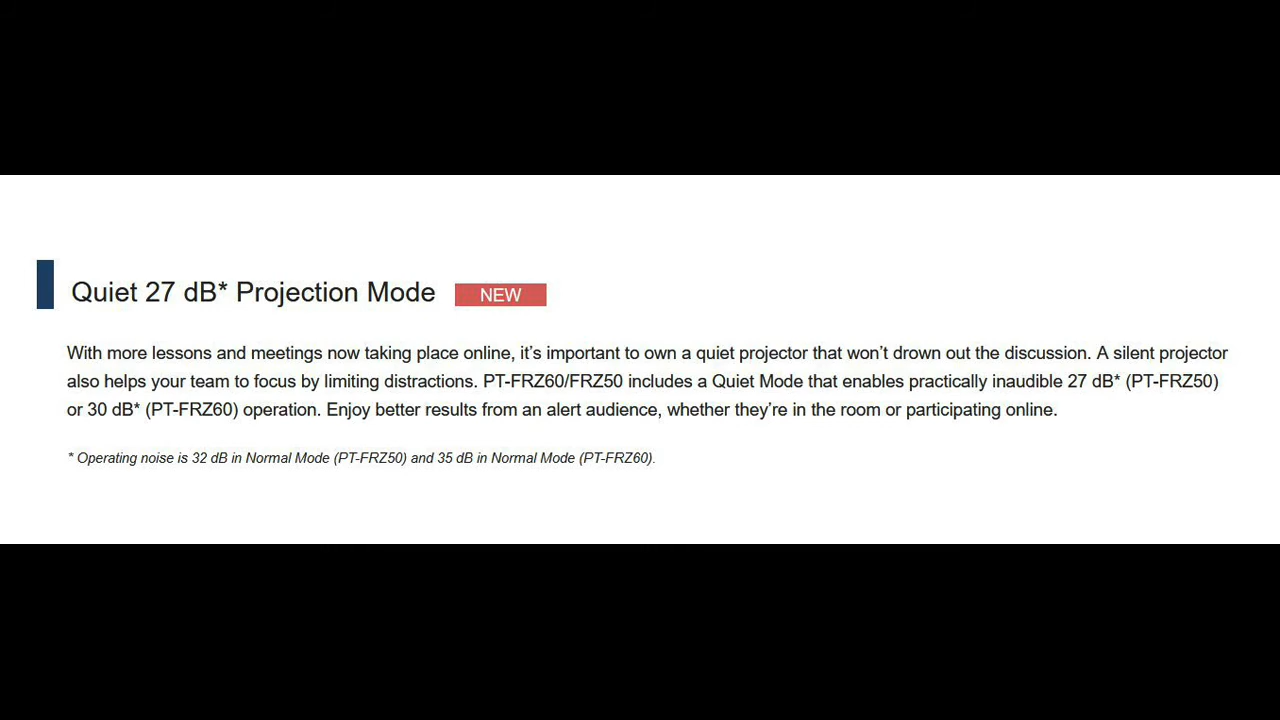 Quiet 27 dB* Projection Mode NEW
With more lessons and meetings now taking place online, it’s important to own a quiet projector that won’t drown out the discussion. A silent projector
also helps your team to focus by limiting distractions. PT-FRZ60/FRZ50 includes a Quiet Mode that enables practically inaudible 27 dB* (PT-FRZ50)
or 30 dB* (PT-FRZ60) operation. Enjoy better results from an alert audience, whether they’re in the room or participating online.
* Operating noise is 32 dB in Normal Mode (PT-FRZ50) and 35 dB in Normal Mode (PT-FRZ60).